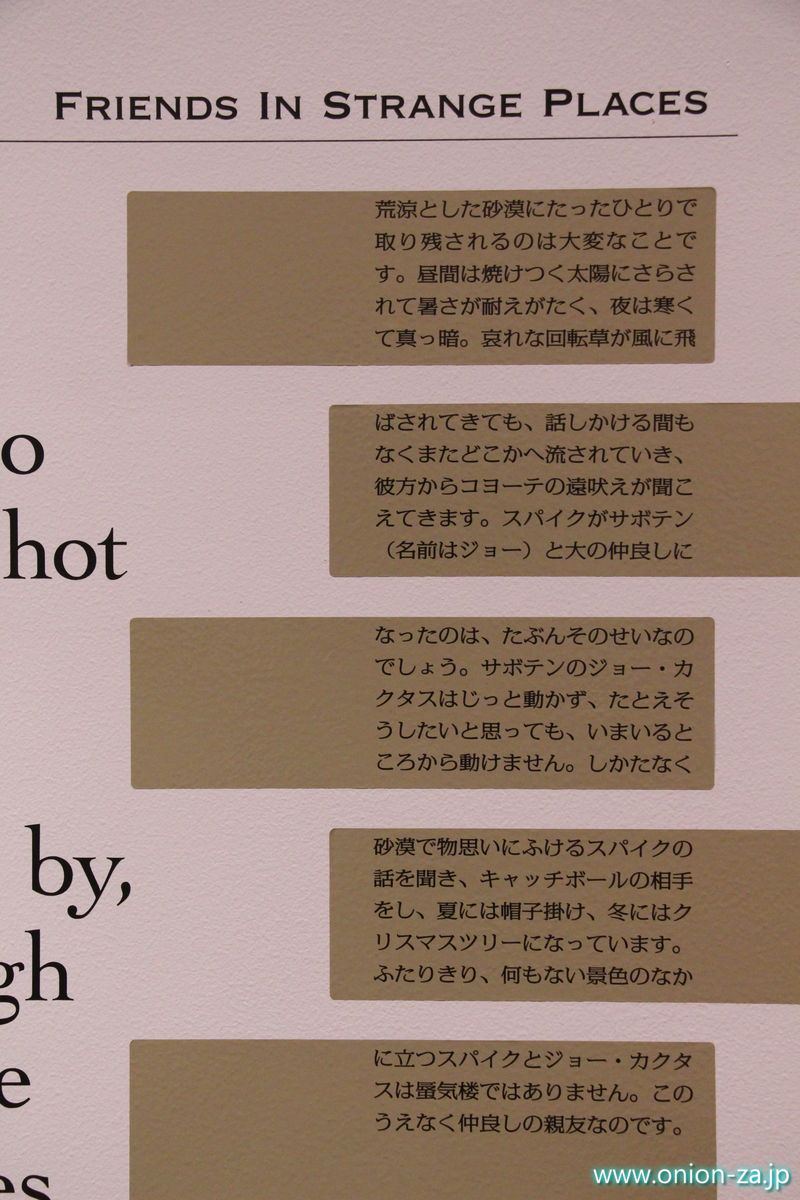 FRIENDS IN STRANGE PLACES
荒涼とした砂漠にたったひとりで
取り残されるのは大変なことで
す。昼間は焼けつく太陽にさらさ
れて暑さが耐えがたく、夜は寒く
て真っ暗。哀れな回転草が風に飛
ばされてきても、話しかける間も
なくまたどこかへ流されていき、
彼方からコヨーテの遠吠えが聞こ
えてきます。スパイクがサボテン
（名前はジョー）と大の仲良しに
なったのは、たぶんそのせいなの
でしょう。サボテンのジョー・カ
クタスはじっと動かず、たとえそ
うしたいと思っても、いまいると
ころから動けません。しかたなく
砂漠で物思いにふけるスパイクの
話を聞き、キャッチボールの相手
をし、夏には帽子掛け、冬にはク
リスマスツリーになっています。
ふたりきり、何もない景色のなか
に立つスパイクとジョー・カクタ
スは蜃気楼ではありません。この
うえなく仲良しの親友なのです。
o
hot
by,
gh
e
es
www.onion-za.jp